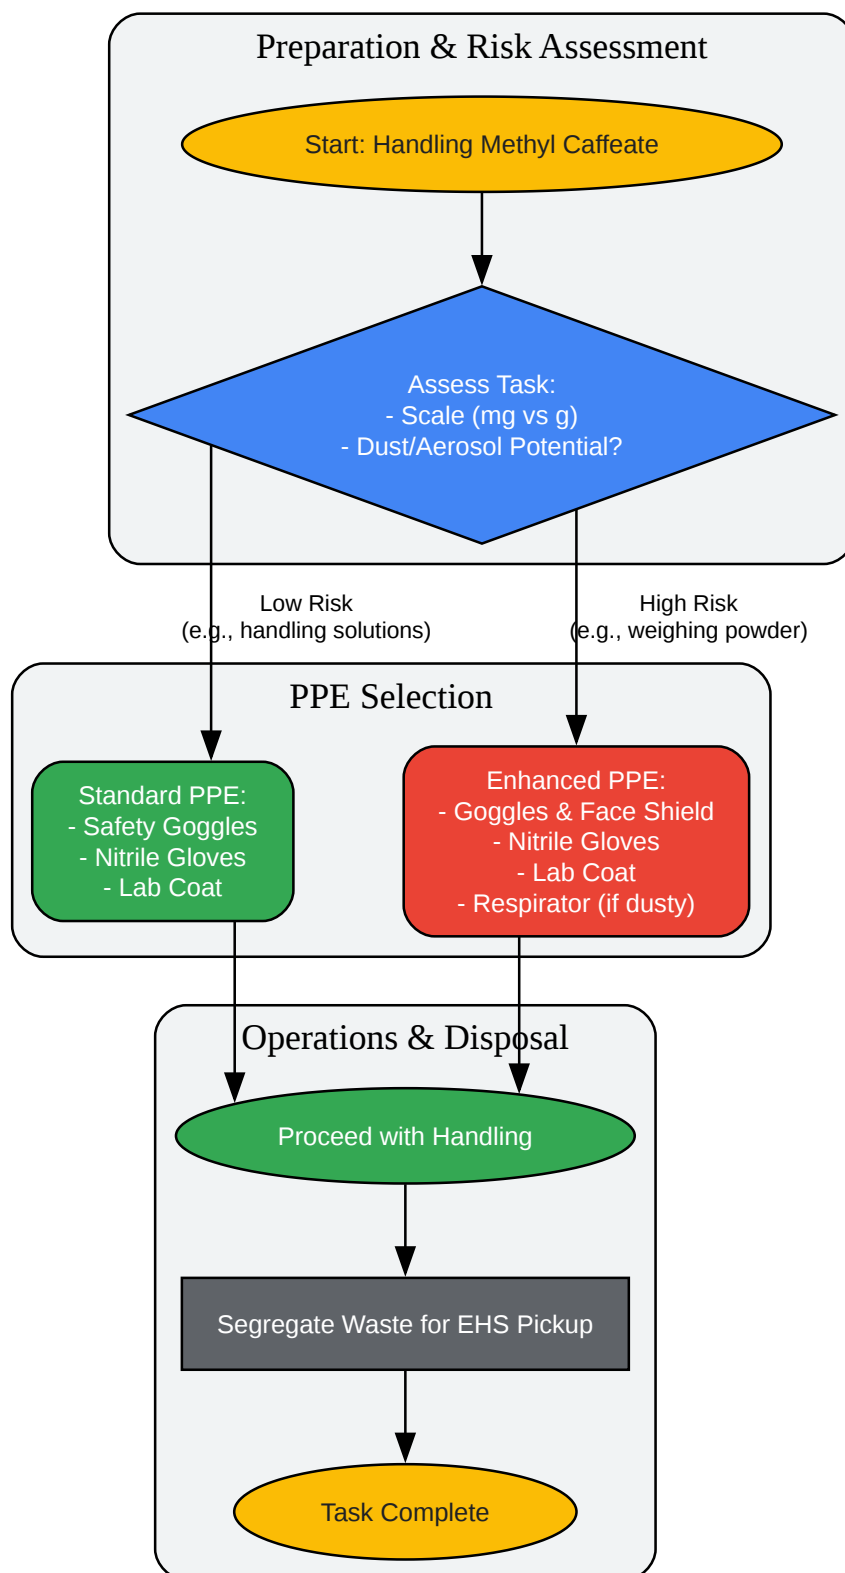 Preparation & Risk Assessment
Start: Handling Methyl Caffeate
Assess Task:
- Scale (mg vs g)
- Dust/Aerosol Potential?
Low Risk
(e.g., handling solutions)
High Risk
(e.g., weighing powder)
PPE Selection
Standard PPE:
- Safety Goggles
- Nitrile Gloves
- Lab Coat
Enhanced PPE:
- Goggles & Face Shield
- Nitrile Gloves
- Lab Coat
- Respirator (if dusty)
Operations & Disposal
Proceed with Handling
Segregate Waste for EHS Pickup
Task Complete